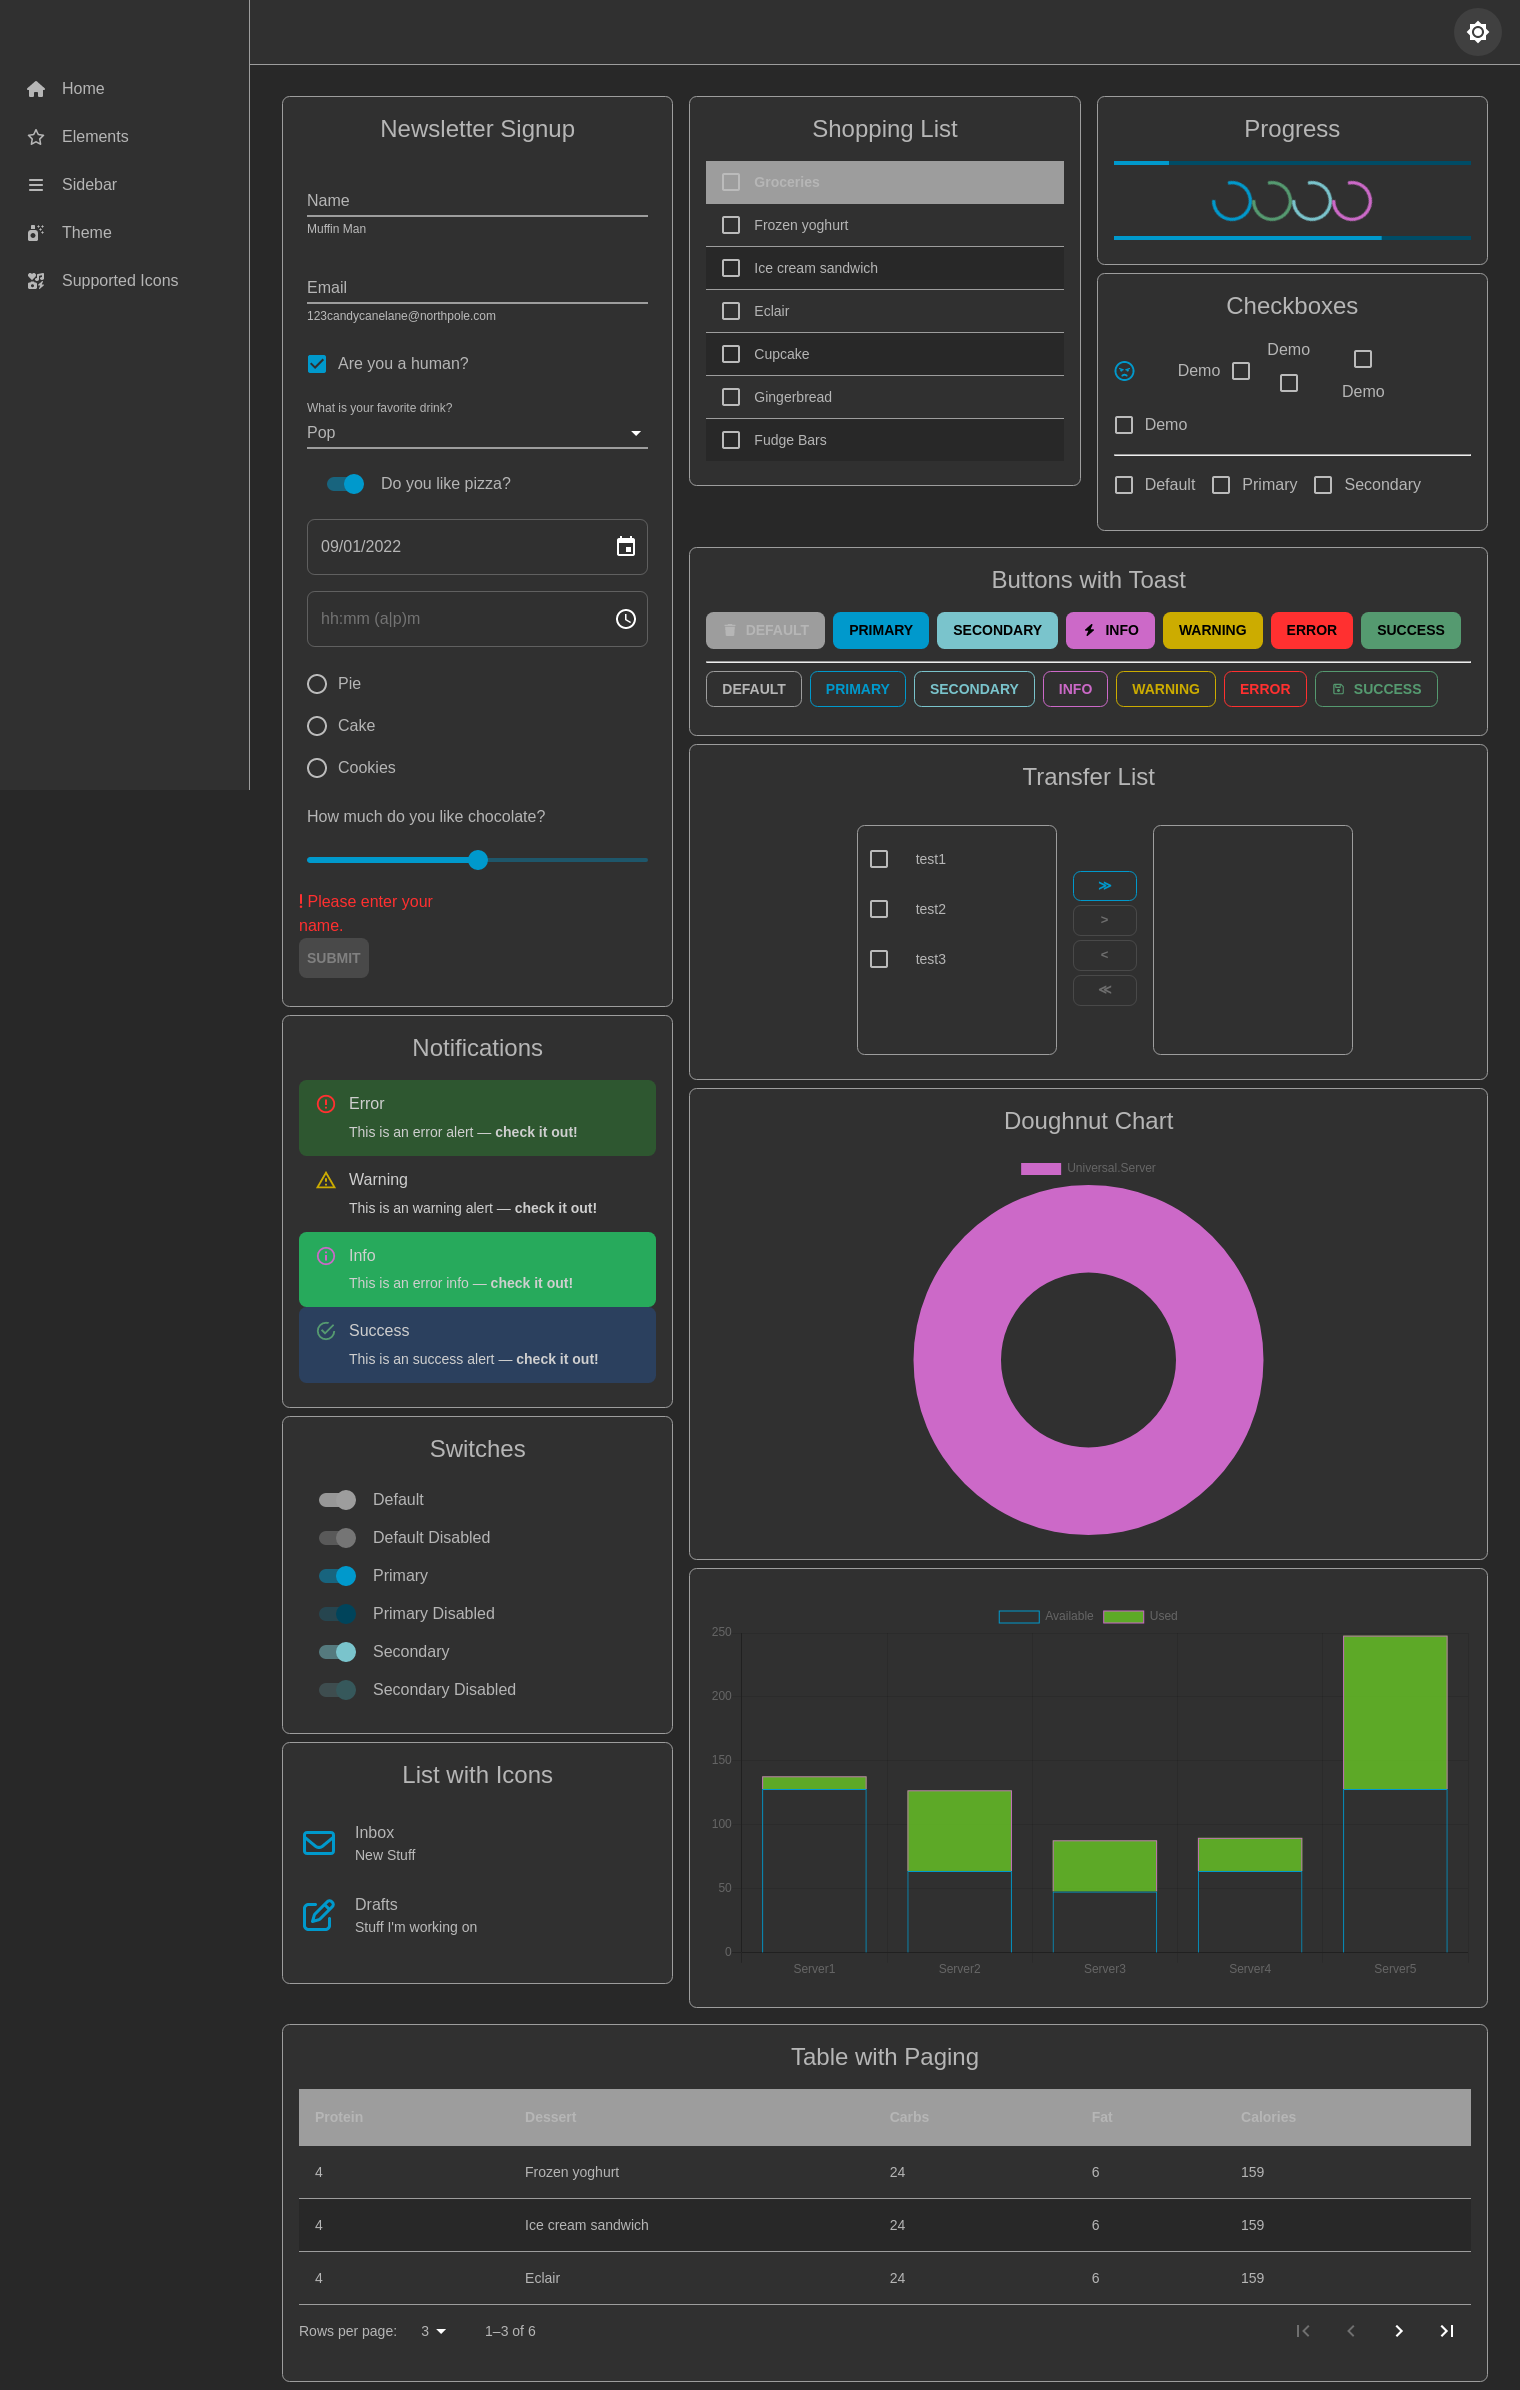 Home
Elements
Sidebar
Theme
Supported Icons
Newsletter Signup
Name
Muffin Man
Email
123candycanelane@northpole.com
Are you a human?
What is your favorite drink?
Pop
Do you like pizza?
09/01/2022
hh:mm (a|p)m
Pie
Cake
Cookies
How much do you like chocolate?
! Please enter your
name.
SUBMIT
Notifications
Error
This is an error alert — check it out!
Warning
This is an warning alert — check it out!
Info
This is an error info — check it out!
Success
This is an success alert — check it out!
Switches
Default
Default Disabled
Primary
Primary Disabled
Secondary
Secondary Disabled
List with Icons
Inbox
New Stuff
Drafts
Stuff I'm working on
Shopping List
Groceries
Frozen yoghurt
Ice cream sandwich
Eclair
Cupcake
Gingerbread
Fudge Bars
Progress
Checkboxes
Demo
Demo
Demo
Demo
Default Primary Secondary
Buttons with Toast
DEFAULT PRIMARY SECONDARY INFO WARNING ERROR SUCCESS
DEFAULT PRIMARY SECONDARY INFO WARNING ERROR SUCCESS
Transfer List
test1
test2
test3
≫
>
<
≪
Doughnut Chart
Universal.Server
Available Used
250
200
150
100
50
0
Server1 Server2 Server3 Server4 Server5
Table with Paging
Protein Dessert Carbs Fat Calories
4 Frozen yoghurt 24 6 159
4 Ice cream sandwich 24 6 159
4 Eclair 24 6 159
Rows per page: 3 1–3 of 6